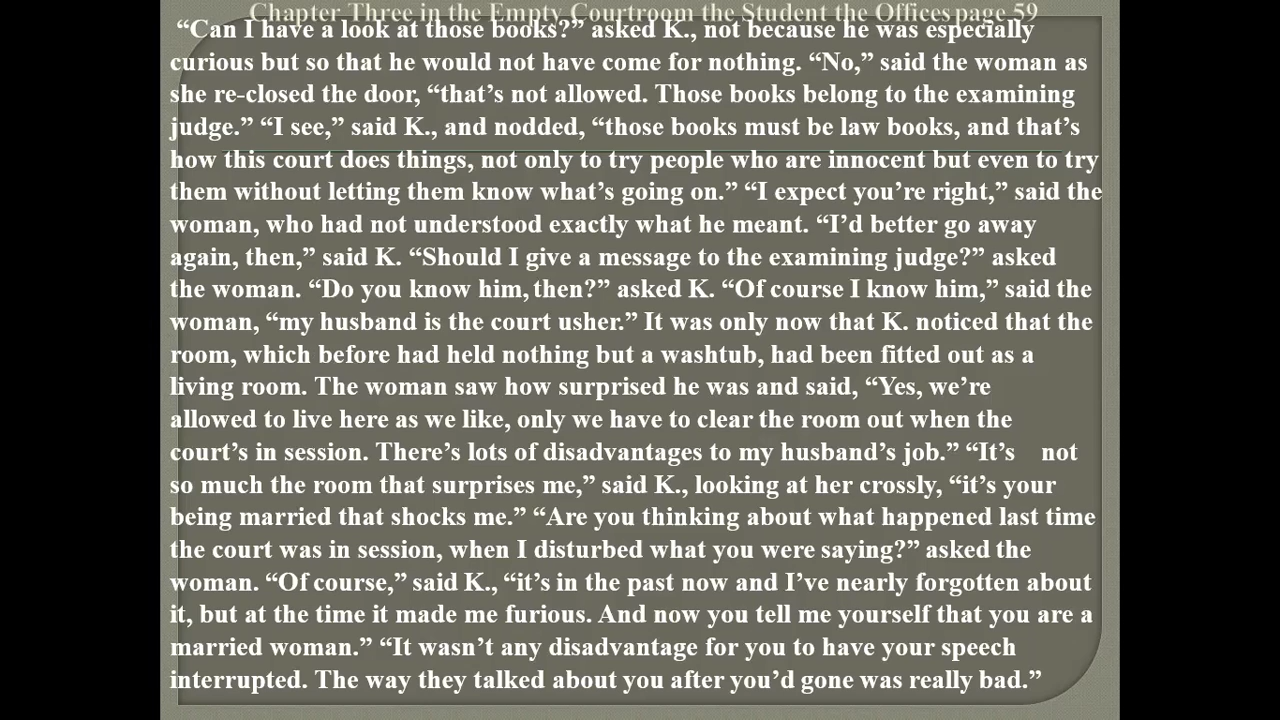 Chapter Three in the Empty Courtroom the Student the Offices page 59
“Can I have a look at those books?” asked K., not because he was especially
curious but so that he would not have come for nothing. “No,” said the woman as
she re-closed the door, “that’s not allowed. Those books belong to the examining
judge.” “I see,” said K., and nodded, “those books must be law books, and that’s
how this court does things, not only to try people who are innocent but even to try
them without letting them know what’s going on.” “I expect you’re right,” said the
woman, who had not understood exactly what he meant. “I’d better go away
again, then,” said K. “Should I give a message to the examining judge?” asked
the woman. “Do you know him, then?” asked K. “Of course I know him,” said the
woman, “my husband is the court usher.” It was only now that K. noticed that the
room, which before had held nothing but a washtub, had been fitted out as a
living room. The woman saw how surprised he was and said, “Yes, we’re
allowed to live here as we like, only we have to clear the room out when the
court’s in session. There’s lots of disadvantages to my husband’s job.” “It’s not
so much the room that surprises me,” said K., looking at her crossly, “it’s your
being married that shocks me.” “Are you thinking about what happened last time
the court was in session, when I disturbed what you were saying?” asked the
woman. “Of course,” said K., “it’s in the past now and I’ve nearly forgotten about
it, but at the time it made me furious. And now you tell me yourself that you are a
married woman.” “It wasn’t any disadvantage for you to have your speech
interrupted. The way they talked about you after you’d gone was really bad.”